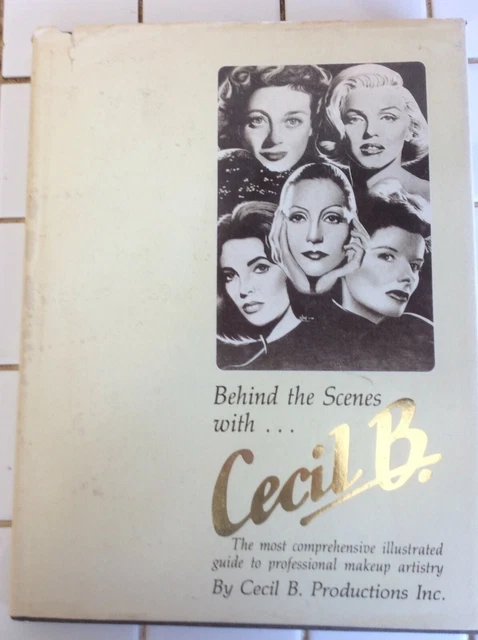 Behind the Scenes
with . . .
Cecil B.
The most comprehensive illustrated
guide to professional makeup artistry
By Cecil B. Productions Inc.